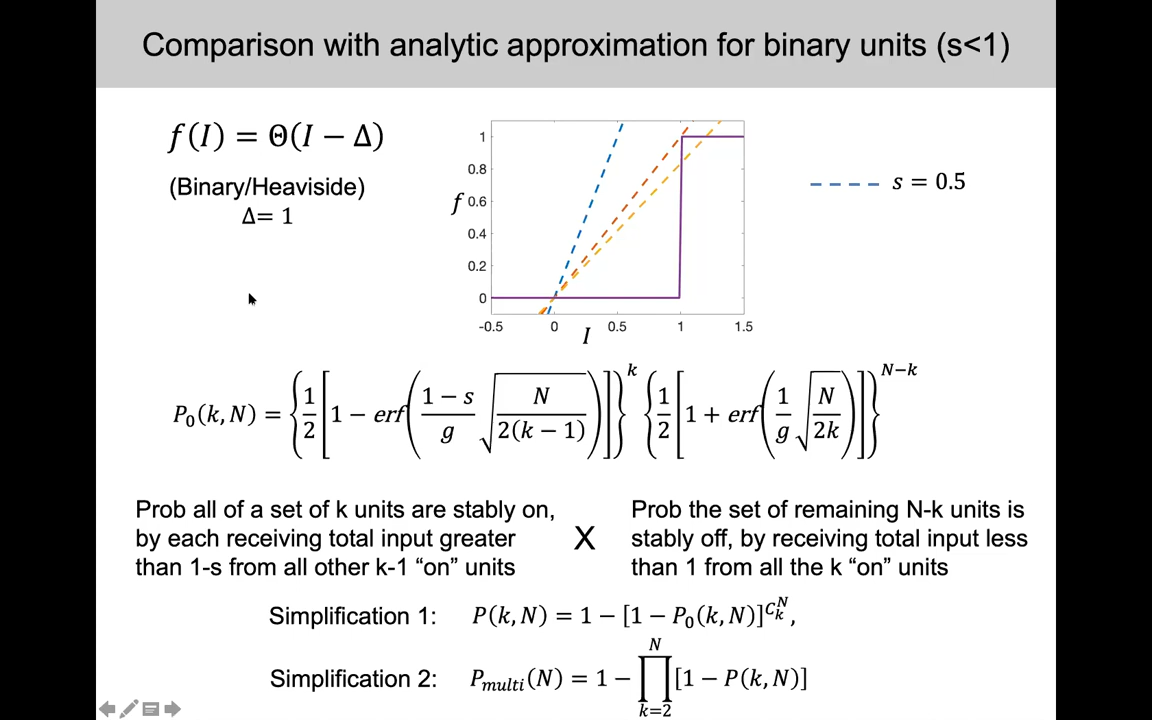 Comparison with analytic approximation for binary units (s<1)
f(I) = Θ(I − Δ)
(Binary/Heaviside)
Δ= 1
1
0.8
f 0.6
0.4
0.2
0
-0.5 0 0.5 1 1.5
I
s = 0.5
P₀(k, N) = {1/2 [1 − erf((1 − s)/g √(N/(2(k − 1))))]}^k {1/2 [1 + erf(1/g √(N/2k))]}^(N−k)
Prob all of a set of k units are stably on,
by each receiving total input greater
than 1-s from all other k-1 “on” units
X
Prob the set of remaining N-k units is
stably off, by receiving total input less
than 1 from all the k “on” units
Simplification 1: P(k, N) = 1 − [1 − P₀(k, N)]^(C_k^N),
Simplification 2: P_multi(N) = 1 − ∏_(k=2)^N [1 − P(k, N)]